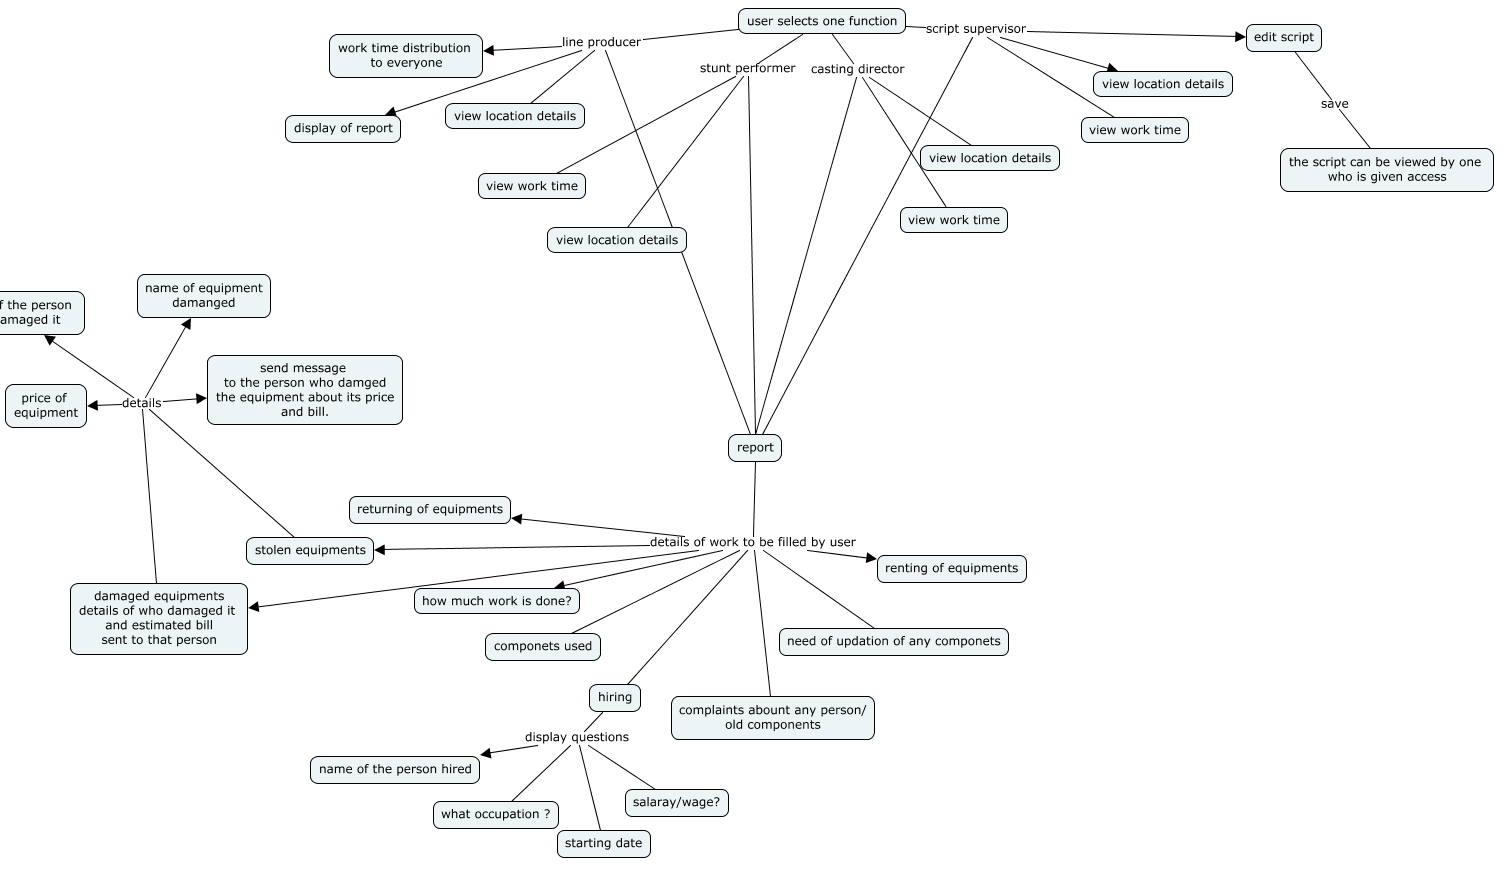 user selects one function
line producer
script supervisor
edit script
work time distribution
to everyone
stunt performer
casting director
view location details
save
display of report
view location details
view work time
the script can be viewed by one
who is given access
view location details
view work time
view work time
view location details
name of equipment
damanged
f the person
amaged it
send message
to the person who damged
the equipment about its price
and bill.
price of
equipment
details
report
returning of equipments
stolen equipments
details of work to be filled by user
renting of equipments
damaged equipments
details of who damaged it
and estimated bill
sent to that person
how much work is done?
componets used
need of updation of any componets
hiring
complaints abount any person/
old components
display questions
name of the person hired
what occupation ?
salaray/wage?
starting date